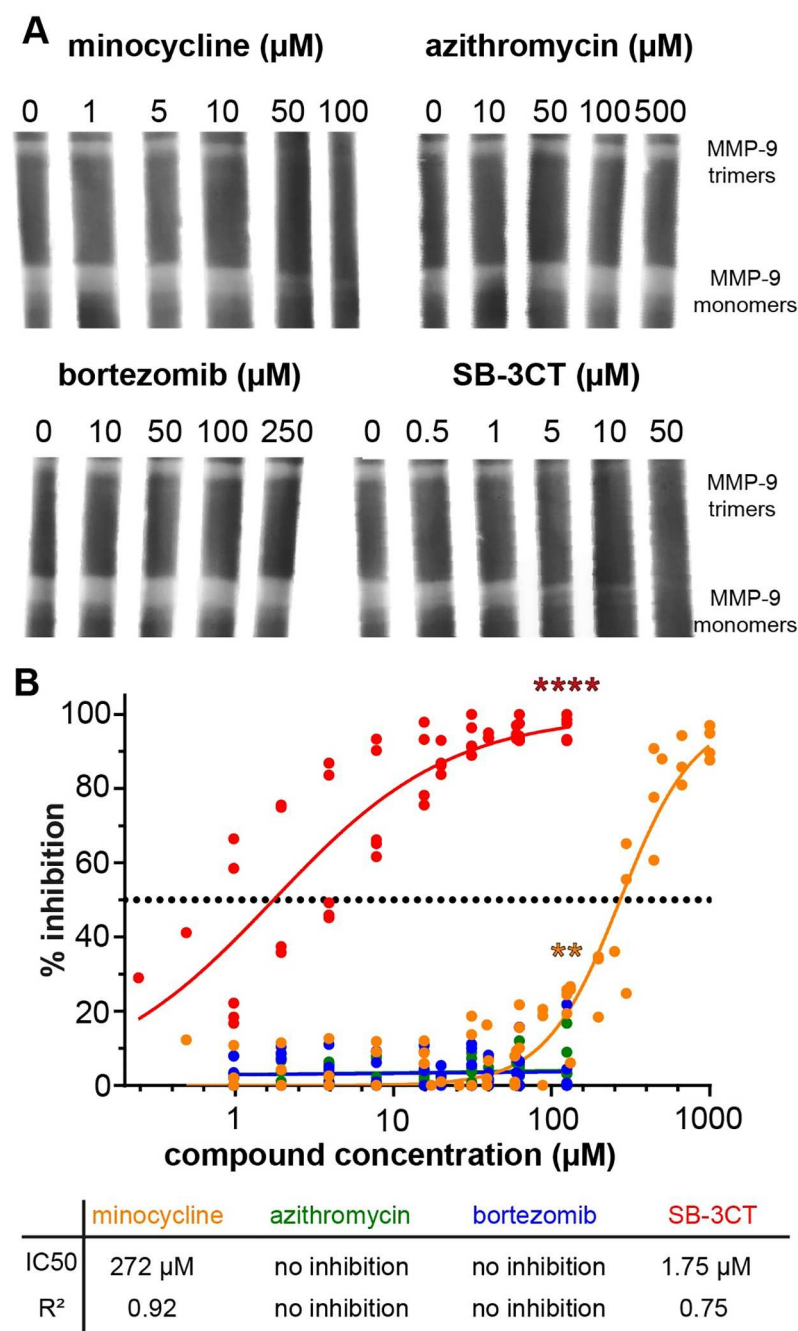 A
minocycline (µM) azithromycin (µM)
0 1 5 10 50 100 0 10 50 100 500
MMP-9
trimers
MMP-9
monomers
bortezomib (µM) SB-3CT (µM)
0 10 50 100 250 0 0.5 1 5 10 50
MMP-9
trimers
MMP-9
monomers
B
****
100
80
60
40
20
0
% inhibition
**
1 10 100 1000
compound concentration (µM)
minocycline azithromycin bortezomib SB-3CT
IC50 272 µM no inhibition no inhibition 1.75 µM
R² 0.92 no inhibition no inhibition 0.75